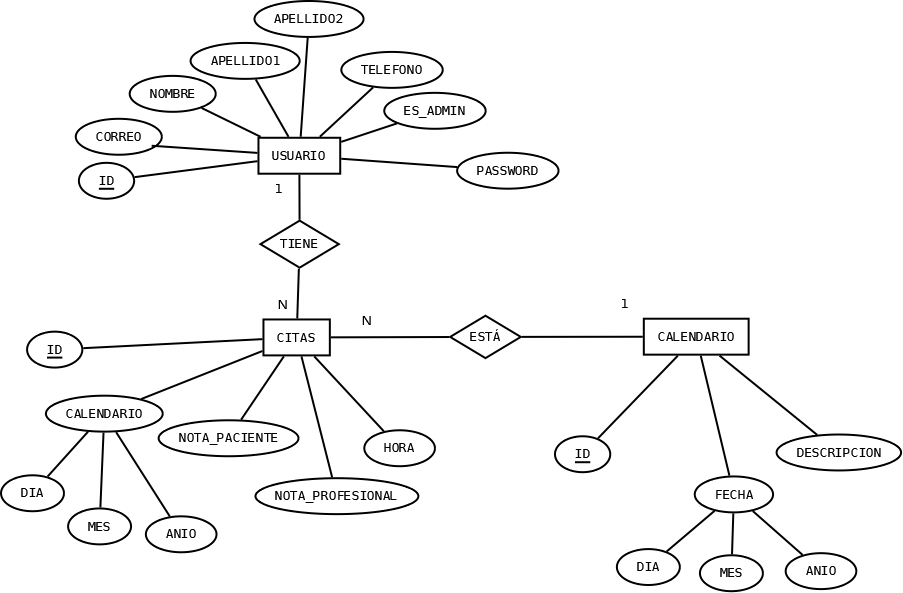 APELLIDO2
APELLIDO1
TELEFONO
NOMBRE
ES_ADMIN
CORREO
USUARIO
PASSWORD
ID
1
TIENE
N
N
1
CITAS
ESTÁ
CALENDARIO
ID
CALENDARIO
NOTA_PACIENTE
HORA
ID
DESCRIPCION
DIA
NOTA_PROFESIONAL
FECHA
MES
ANIO
DIA
MES
ANIO